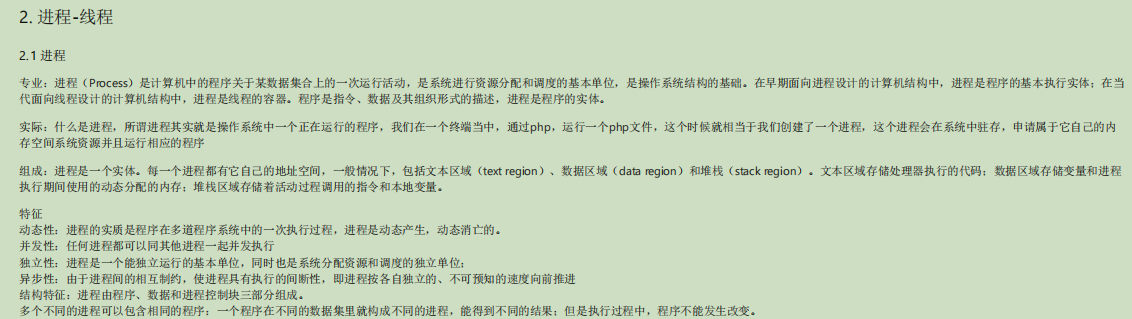 2. 进程-线程
2.1 进程
专业：进程（Process）是计算机中的程序关于某数据集合上的一次运行活动，是系统进行资源分配和调度的基本单位，是操作系统结构的基础。在早期面向进程设计的计算机结构中，进程是程序的基本执行实体；在当
代面向线程设计的计算机结构中，进程是线程的容器。程序是指令、数据及其组织形式的描述，进程是程序的实体。
实际：什么是进程，所谓进程其实就是操作系统中一个正在运行的程序，我们在一个终端当中，通过php，运行一个php文件，这个时候就相当于我们创建了一个进程，这个进程会在系统中驻存，申请属于它自己的内
存空间系统资源并且运行相应的程序
组成：进程是一个实体。每一个进程都有它自己的地址空间，一般情况下，包括文本区域（text region）、数据区域（data region）和堆栈（stack region）。文本区域存储处理器执行的代码；数据区域存储变量和进程
执行期间使用的动态分配的内存；堆栈区域存储着活动过程调用的指令和本地变量。
特征
动态性：进程的实质是程序在多道程序系统中的一次执行过程，进程是动态产生，动态消亡的。
并发性：任何进程都可以同其他进程一起并发执行
独立性：进程是一个能独立运行的基本单位，同时也是系统分配资源和调度的独立单位；
异步性：由于进程间的相互制约，使进程具有执行的间断性，即进程按各自独立的、不可预知的速度向前推进
结构特征：进程由程序、数据和进程控制块三部分组成。
多个不同的进程可以包含相同的程序：一个程序在不同的数据集里就构成不同的进程，能得到不同的结果；但是执行过程中，程序不能发生改变。